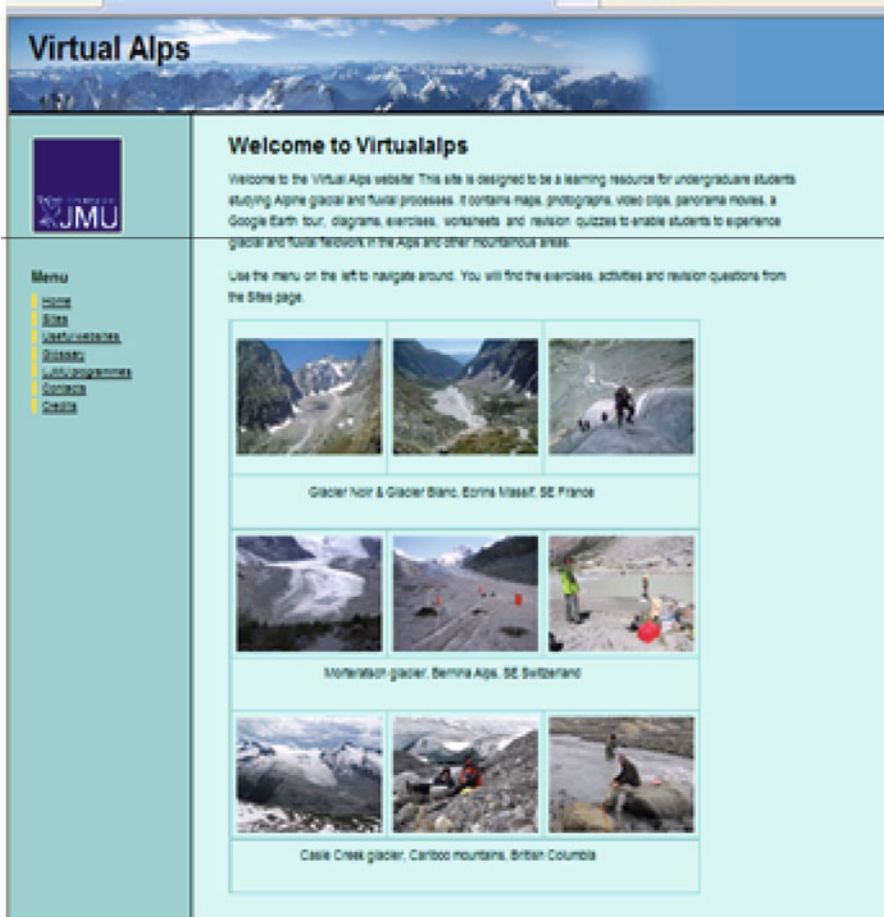 Virtual Alps
JMU
Menu
Home
Sites
Useful websites
Glossary
LJMU programmes
Contacts
Credits
Welcome to Virtualalps
Welcome to the Virtual Alps website! This site is designed to be a learning resource for undergraduare students
studying Alpine glacial and fluvial processes. It contains maps, photographs, video clips, panorama movies, a
Google Earth tour, diagrams, exercises, worksheets and revision quizzes to enable students to experience
glacial and fluvial fieldwork in the Alps and other mountainous areas.
Use the menu on the left to navigate around. You will find the exercises, activities and revision questions from
the Sites page.
Glacier Noir & Glacier Blanc, Ecrins Massif, SE France
Morteratsch glacier, Bernina Alps, SE Switzerland
Castle Creek glacier, Cariboo mountains, British Columbia